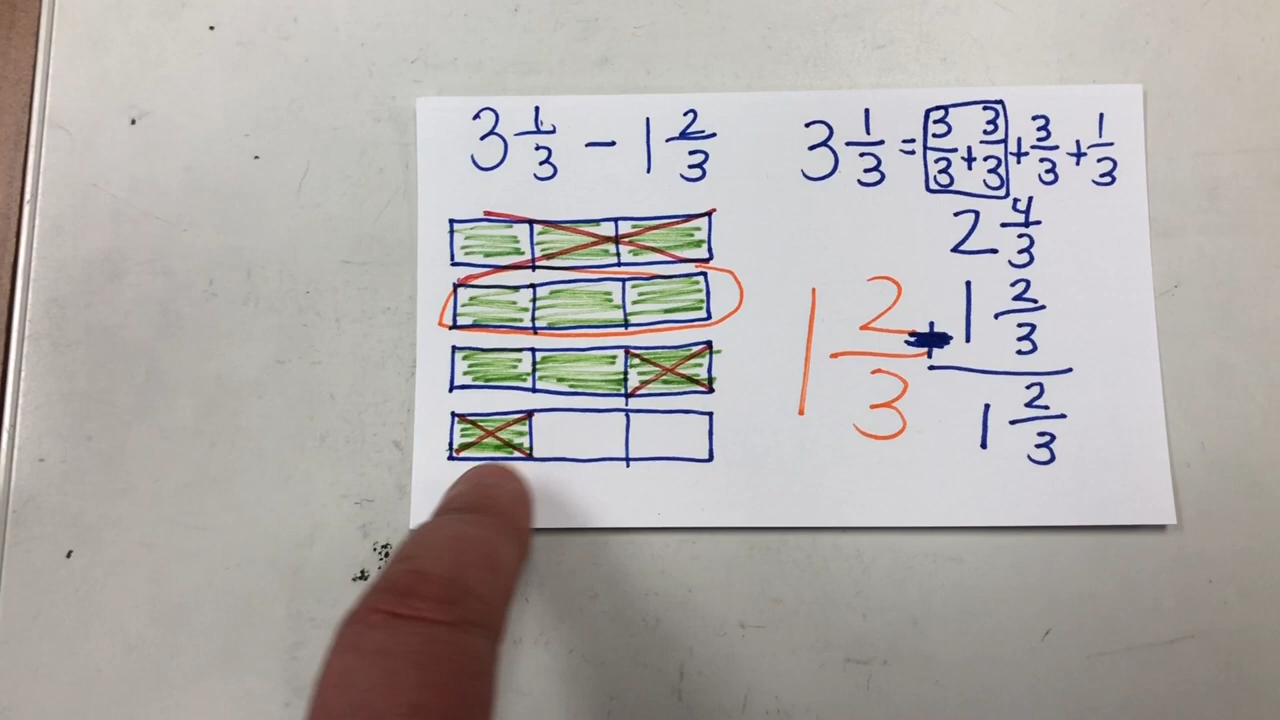 3 1/3 - 1 2/3
3 1/3 = 3/3 + 3/3 + 3/3 + 1/3
2 4/3
- 1 2/3
1 2/3
1 2/3